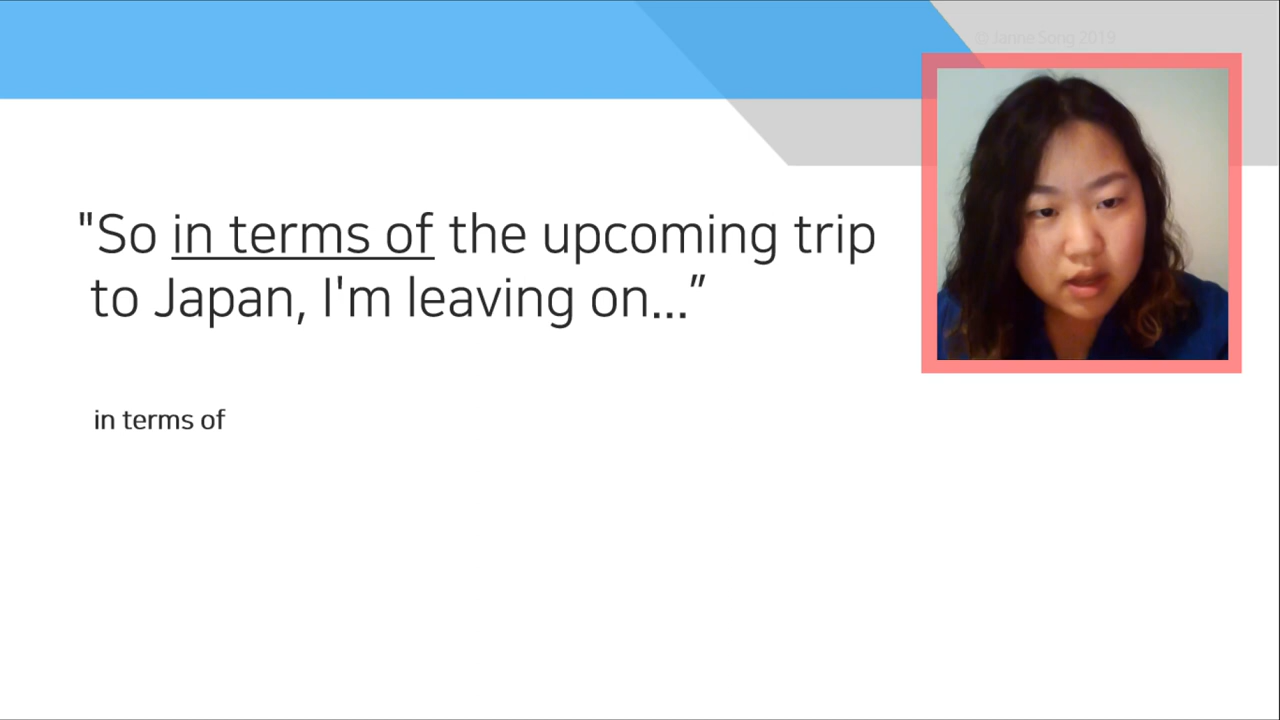 © Janne Song 2019
"So in terms of the upcoming trip
to Japan, I'm leaving on...”
in terms of